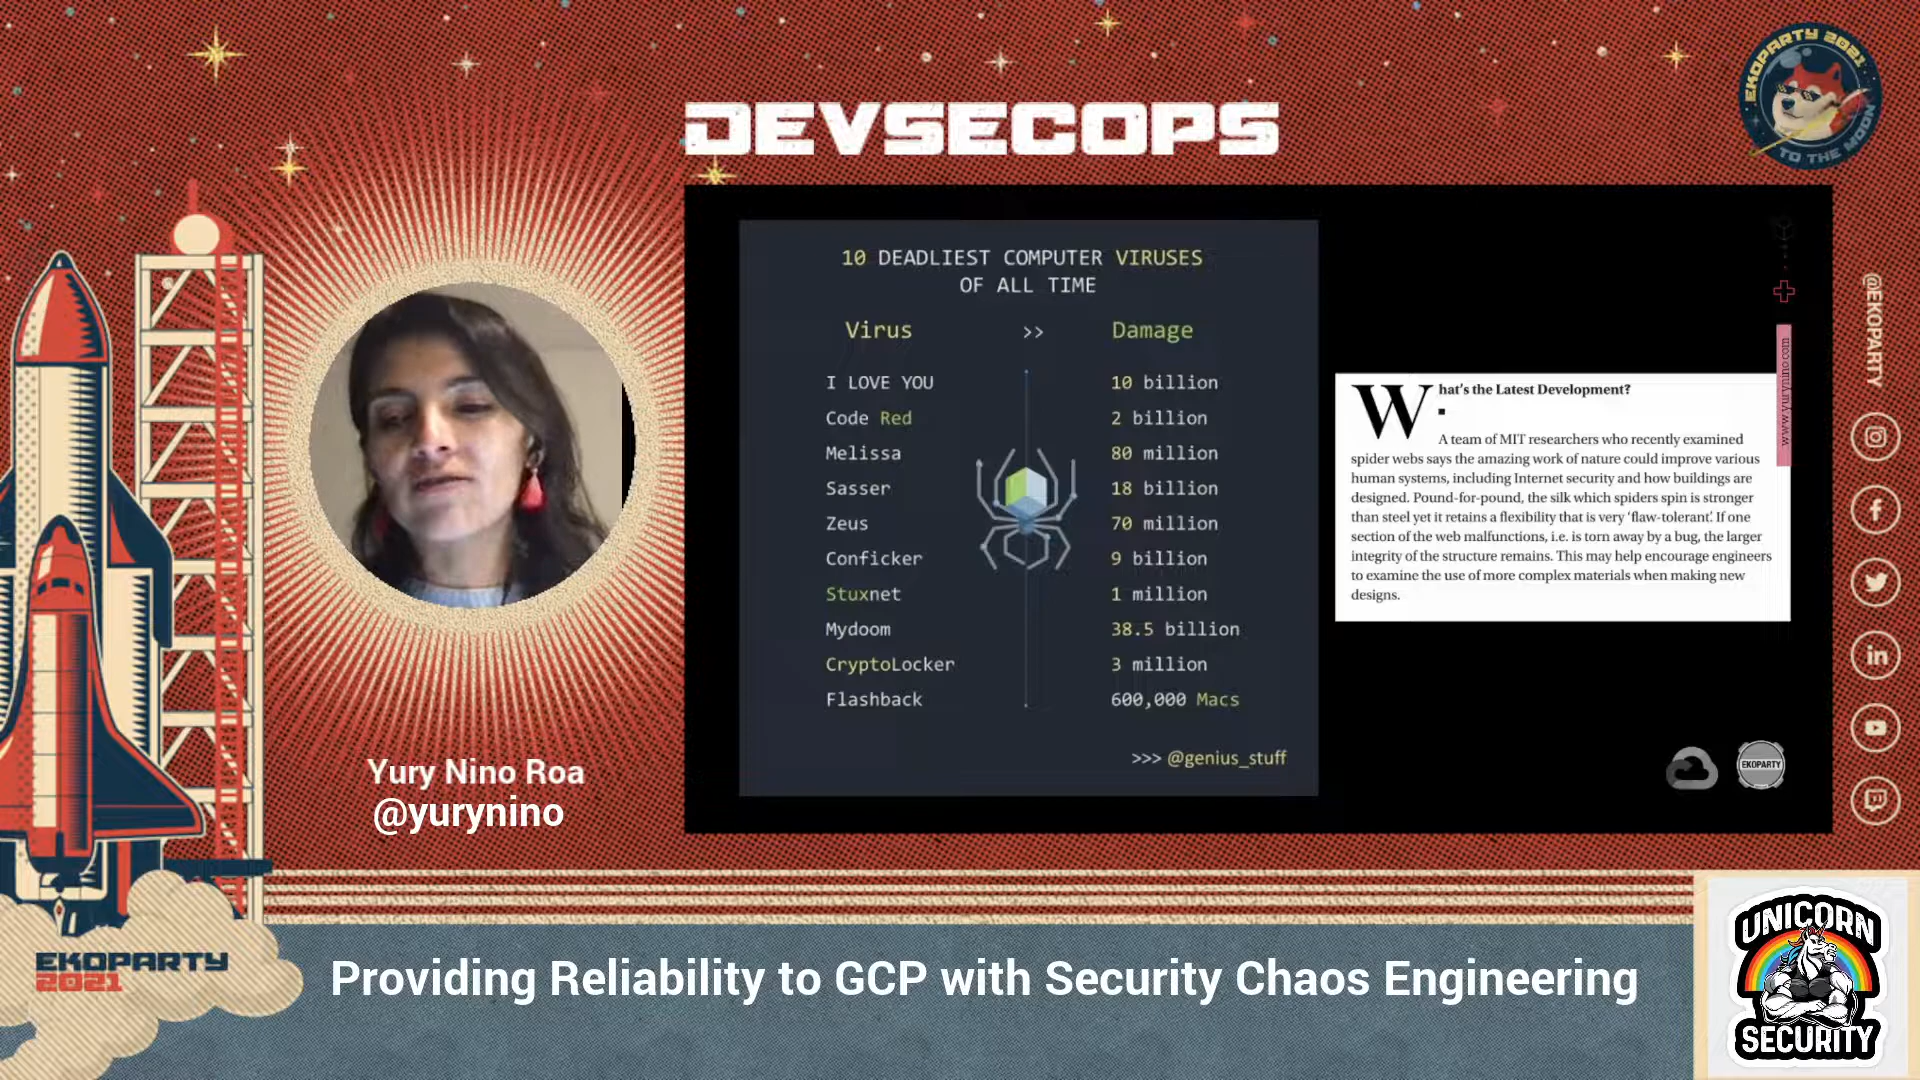 DEVSECOPS
EKOPARTY 2021
TO THE MOON
10 DEADLIEST COMPUTER VIRUSES
OF ALL TIME
Virus >> Damage
I LOVE YOU 10 billion
Code Red 2 billion
Melissa 80 million
Sasser 18 billion
Zeus 70 million
Conficker 9 billion
Stuxnet 1 million
Mydoom 38.5 billion
CryptoLocker 3 million
Flashback 600,000 Macs
>>> @genius_stuff
What's the Latest Development?
A team of MIT researchers who recently examined
spider webs says the amazing work of nature could improve various
human systems, including Internet security and how buildings are
designed. Pound-for-pound, the silk which spiders spin is stronger
than steel yet it retains a flexibility that is very 'flaw-tolerant'. If one
section of the web malfunctions, i.e. is torn away by a bug, the larger
integrity of the structure remains. This may help encourage engineers
to examine the use of more complex materials when making new
designs.
www.yurynino.com
EKOPARTY
@EKOPARTY
in
Yury Nino Roa
@yurynino
EKOPARTY
2021
Providing Reliability to GCP with Security Chaos Engineering
UNICORN
SECURITY